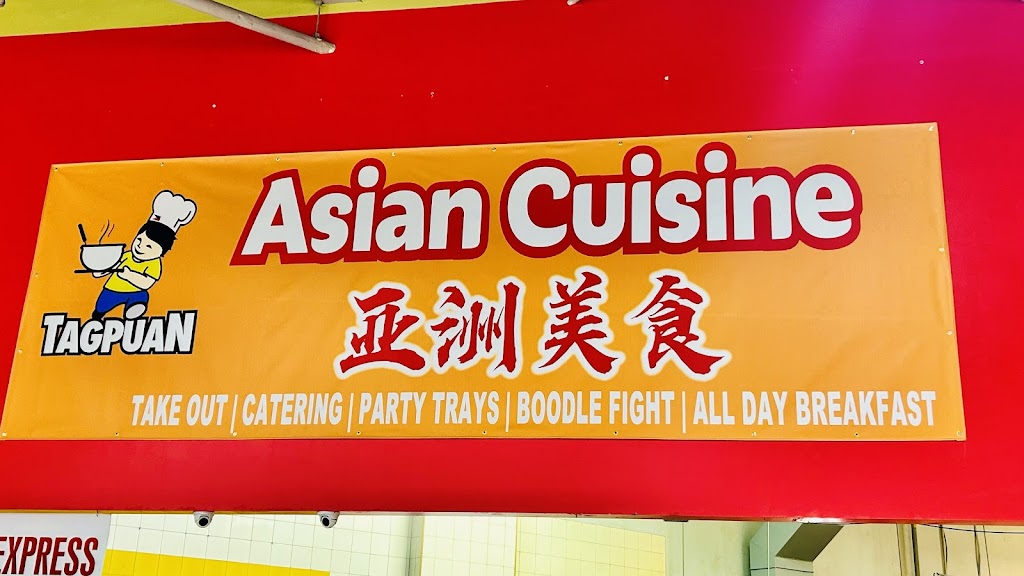 Asian Cuisine
亚洲美食
TAGPUAN
TAKE OUT | CATERING | PARTY TRAYS | BOODLE FIGHT | ALL DAY BREAKFAST
EXPRESS